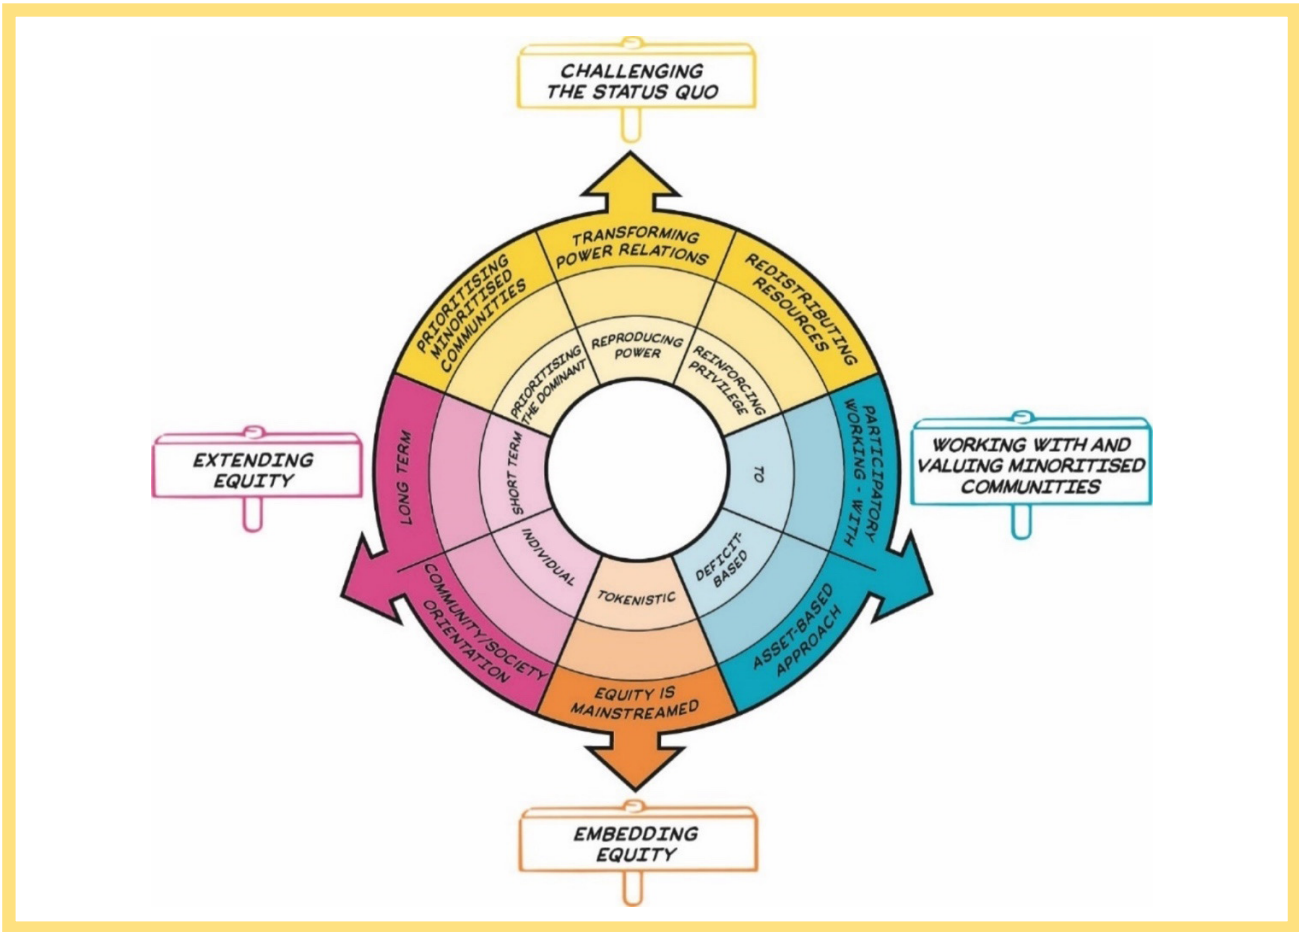 CHALLENGING
THE STATUS QUO
TRANSFORMING
POWER RELATIONS
PRIORITISING
MINORITISED
COMMUNITIES
REDISTRIBUTING
RESOURCES
REPRODUCING
POWER
PRIORITISING
THE DOMINANT
REINFORCING
PRIVILEGE
EXTENDING
EQUITY
LONG TERM
SHORT TERM
TO
PARTICIPATORY
WORKING - WITH
WORKING WITH AND
VALUING MINORITISED
COMMUNITIES
INDIVIDUAL
DEFICIT-
BASED
TOKENISTIC
COMMUNITY/SOCIETY
ORIENTATION
ASSET-BASED
APPROACH
EQUITY IS
MAINSTREAMED
EMBEDDING
EQUITY